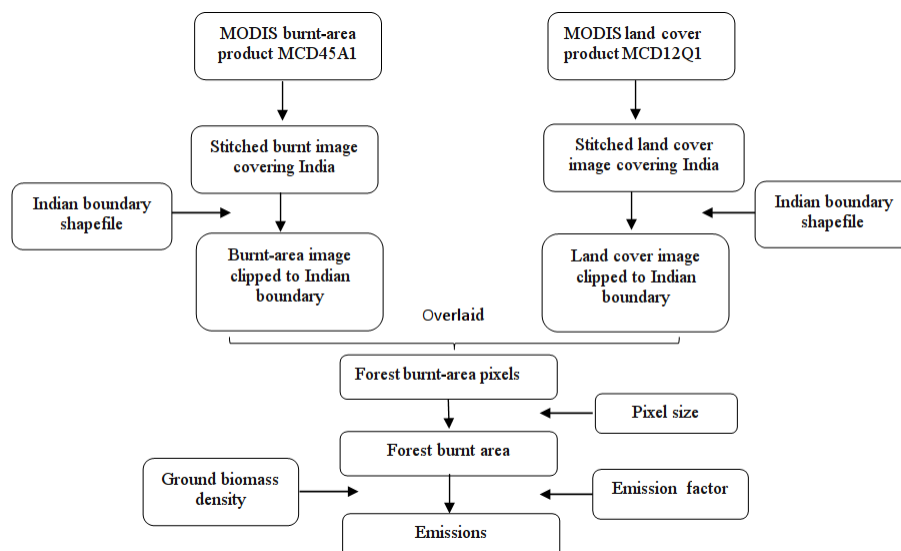 MODIS burnt-area
product MCD45A1
MODIS land cover
product MCD12Q1
Stitched burnt image
covering India
Stitched land cover
image covering India
Indian boundary
shapefile
Indian boundary
shapefile
Burnt-area image
clipped to Indian
boundary
Land cover image
clipped to Indian
boundary
Overlaid
Forest burnt-area pixels
Pixel size
Forest burnt area
Ground biomass
density
Emission factor
Emissions